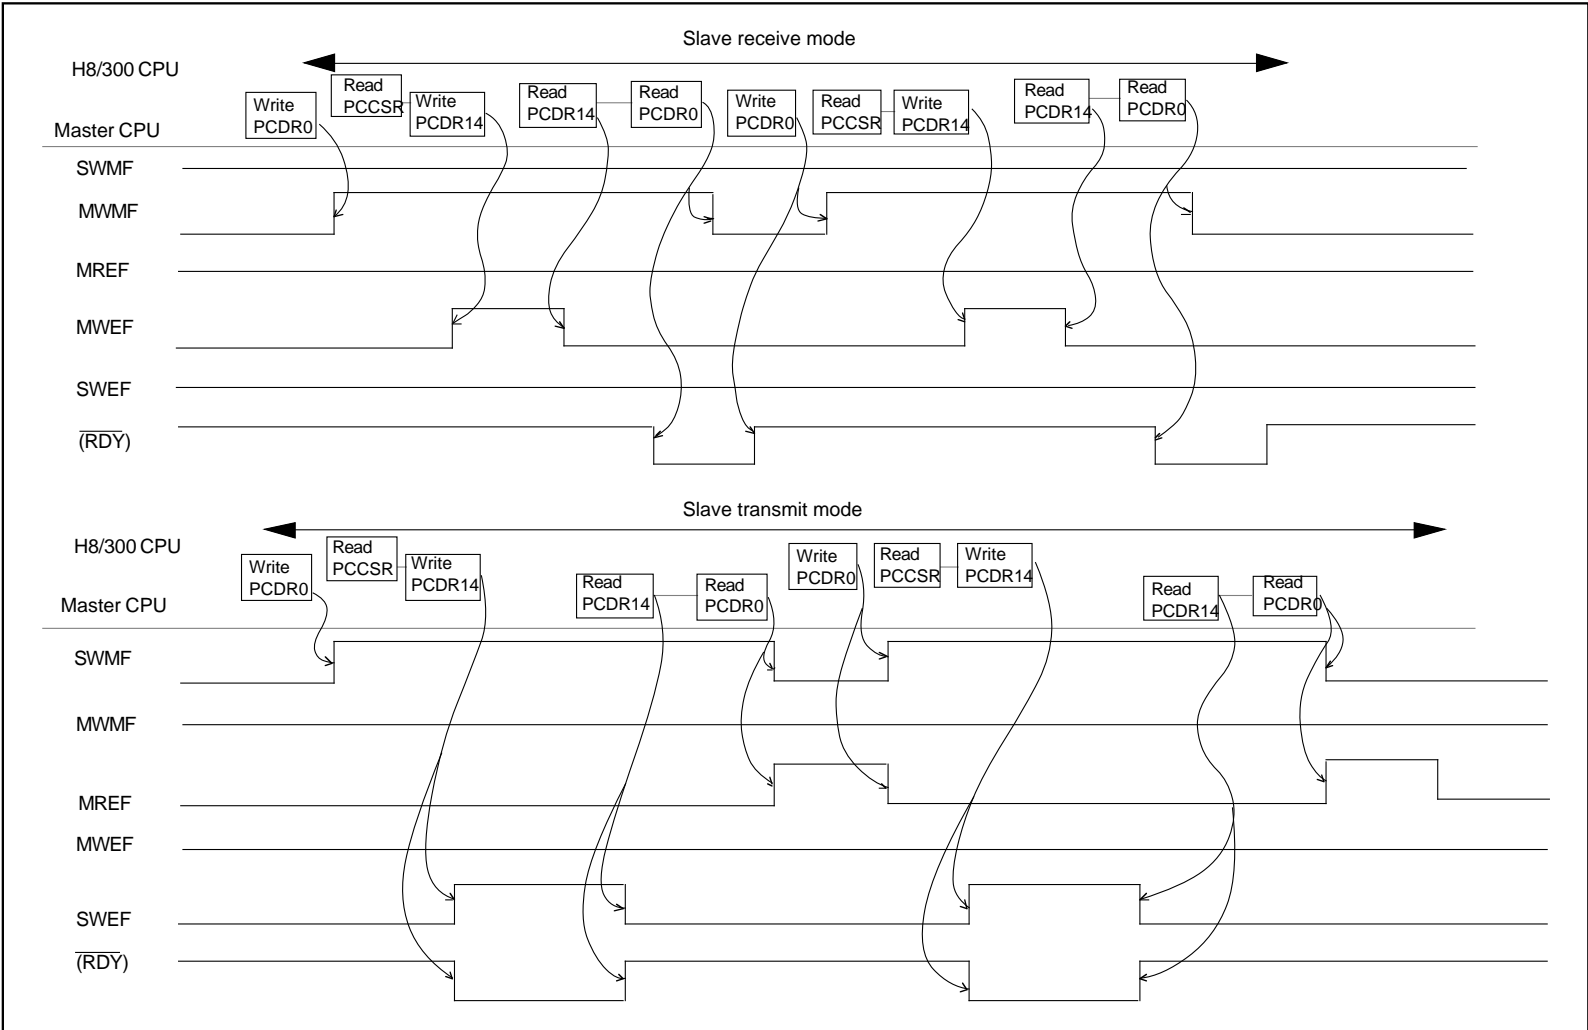 Slave receive mode
H8/300 CPU
Read
PCCSR
Write
PCDR0
Write
PCDR14
Read
PCDR14
Read
PCDR0
Write
PCDR0
Read
PCCSR
Write
PCDR14
Read
PCDR14
Read
PCDR0
Master CPU
SWMF
MWMF
MREF
MWEF
SWEF
(RDY)
Slave transmit mode
H8/300 CPU
Write
PCDR0
Read
PCCSR
Write
PCDR14
Read
PCDR14
Read
PCDR0
Write
PCDR0
Read
PCCSR
Write
PCDR14
Read
PCDR14
Read
PCDR0
Master CPU
SWMF
MWMF
MREF
MWEF
SWEF
(RDY)